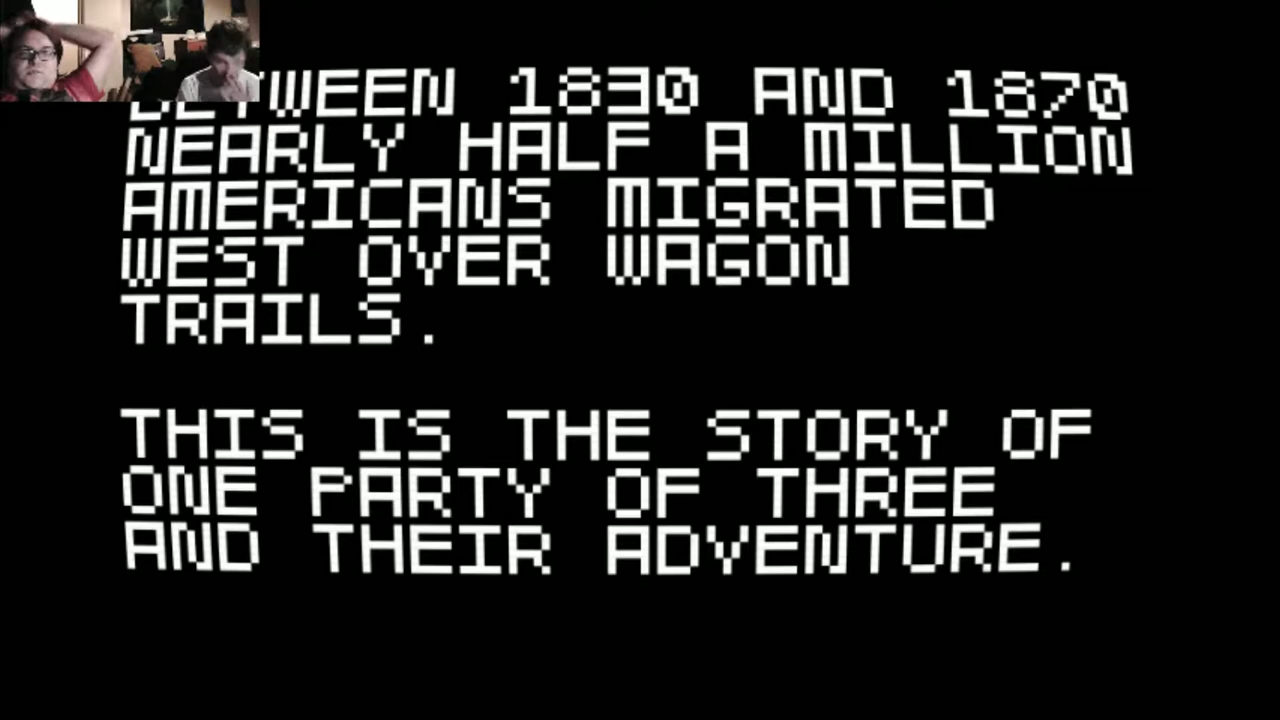 BETWEEN 1830 AND 1870
NEARLY HALF A MILLION
AMERICANS MIGRATED
WEST OVER WAGON
TRAILS.
THIS IS THE STORY OF
ONE PARTY OF THREE
AND THEIR ADVENTURE.